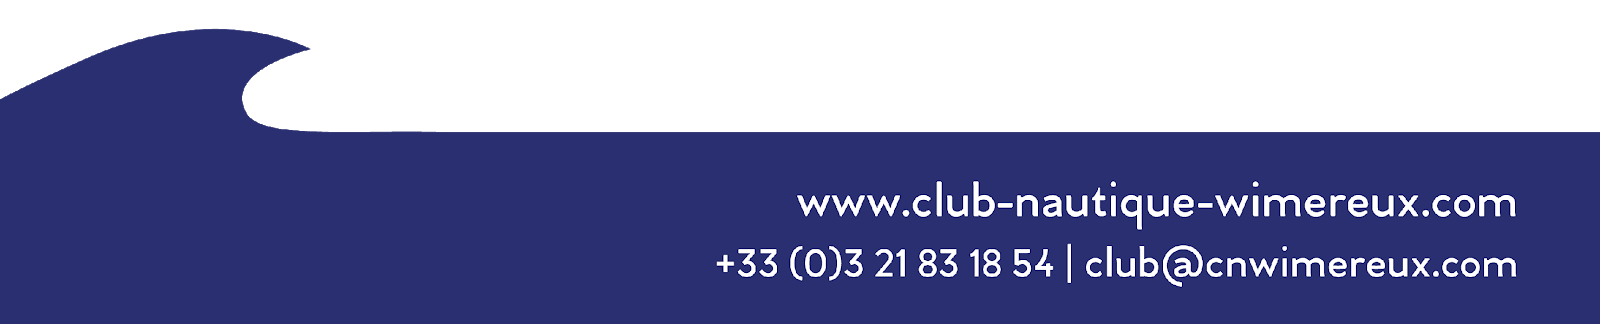 www.club-nautique-wimereux.com
+33 (0)3 21 83 18 54 | club@cnwimereux.com